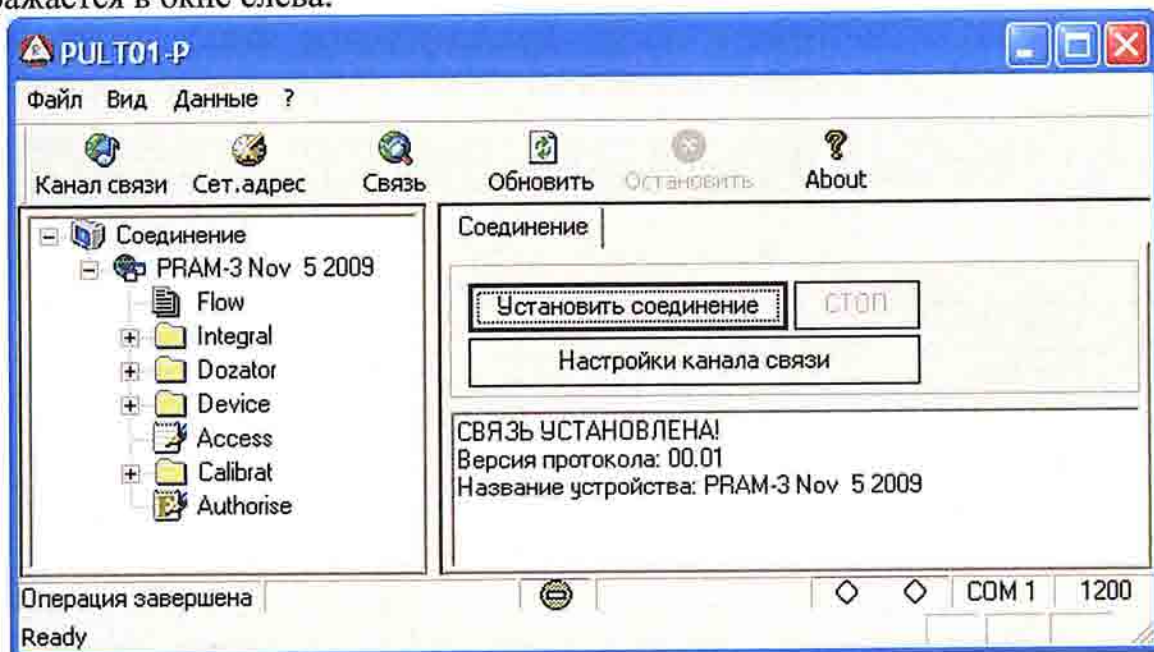 в окне слева.
PULT01-P
Файл Вид Данные ?
Канал связи Сет.адрес Связь Обновить Остановить About
Соединение
PRAM-3 Nov 5 2009
Flow
Integral
Dozator
Device
Access
Calibrat
Authorise
Соединение
Установить соединение СТОП
Настройки канала связи
СВЯЗЬ УСТАНОВЛЕНА!
Версия протокола: 00.01
Название устройства: PRAM-3 Nov 5 2009
Операция завершена COM 1 1200
Ready